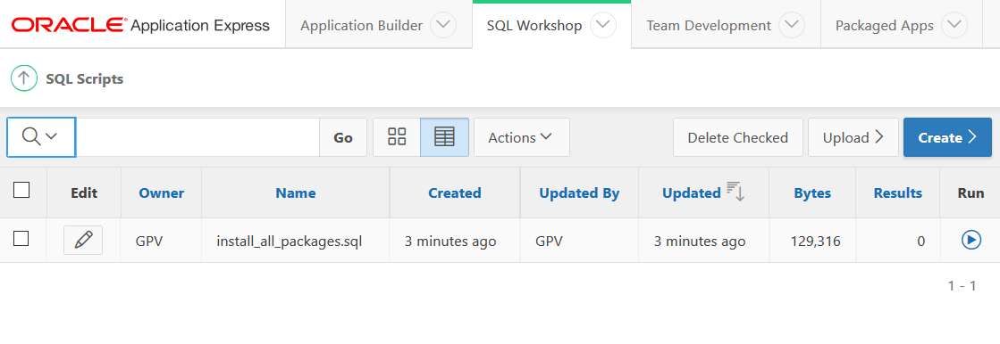 ORACLE Application Express Application Builder SQL Workshop Team Development Packaged Apps
SQL Scripts
Go Actions Delete Checked Upload Create
Edit Owner Name Created Updated By Updated Bytes Results Run
GPV install_all_packages.sql 3 minutes ago GPV 3 minutes ago 129,316 0
1 - 1